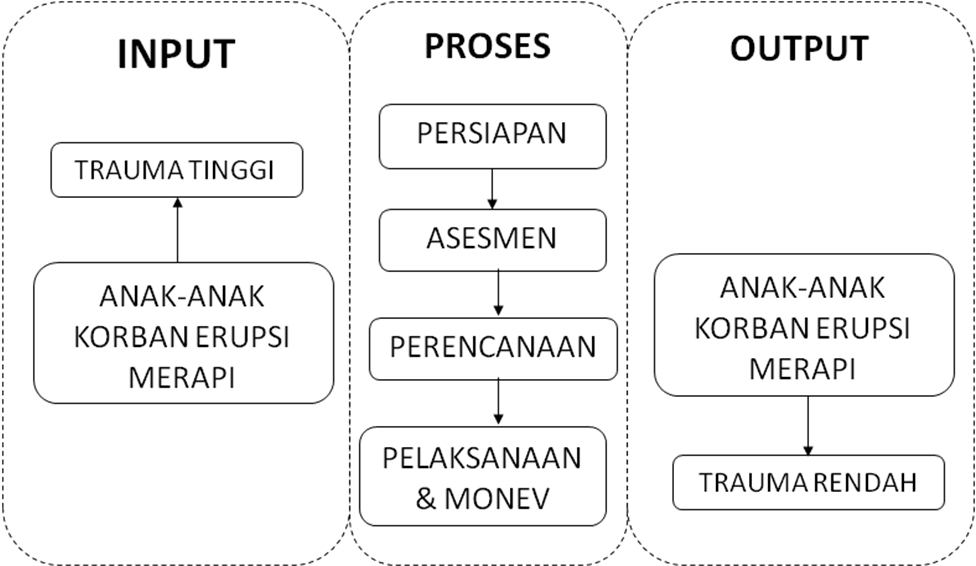 INPUT
TRAUMA TINGGI
ANAK-ANAK
KORBAN ERUPSI
MERAPI
PROSES
PERSIAPAN
ASESMEN
PERENCANAAN
PELAKSANAAN
& MONEV
OUTPUT
ANAK-ANAK
KORBAN ERUPSI
MERAPI
TRAUMA RENDAH